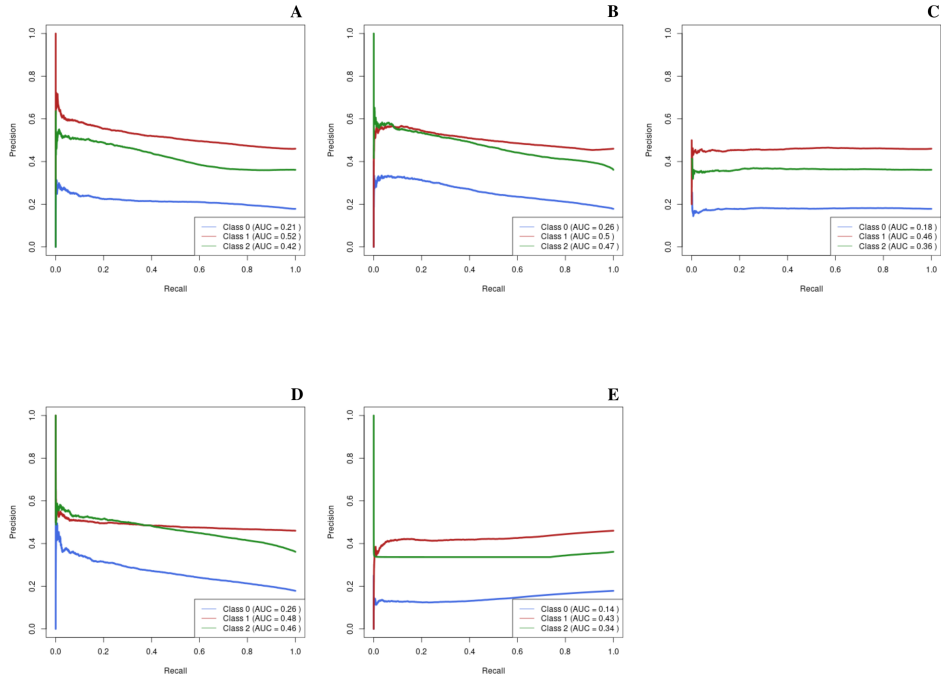 A
Precision
0.0 0.2 0.4 0.6 0.8 1.0
Class 0 (AUC = 0.21 )
Class 1 (AUC = 0.52 )
Class 2 (AUC = 0.42 )
0.0 0.2 0.4 0.6 0.8 1.0
Recall
B
Precision
0.0 0.2 0.4 0.6 0.8 1.0
Class 0 (AUC = 0.26 )
Class 1 (AUC = 0.5 )
Class 2 (AUC = 0.47 )
0.0 0.2 0.4 0.6 0.8 1.0
Recall
C
Precision
0.0 0.2 0.4 0.6 0.8 1.0
Class 0 (AUC = 0.18 )
Class 1 (AUC = 0.46 )
Class 2 (AUC = 0.36 )
0.0 0.2 0.4 0.6 0.8 1.0
Recall
D
Precision
0.0 0.2 0.4 0.6 0.8 1.0
Class 0 (AUC = 0.26 )
Class 1 (AUC = 0.48 )
Class 2 (AUC = 0.46 )
0.0 0.2 0.4 0.6 0.8 1.0
Recall
E
Precision
0.0 0.2 0.4 0.6 0.8 1.0
Class 0 (AUC = 0.14 )
Class 1 (AUC = 0.43 )
Class 2 (AUC = 0.34 )
0.0 0.2 0.4 0.6 0.8 1.0
Recall